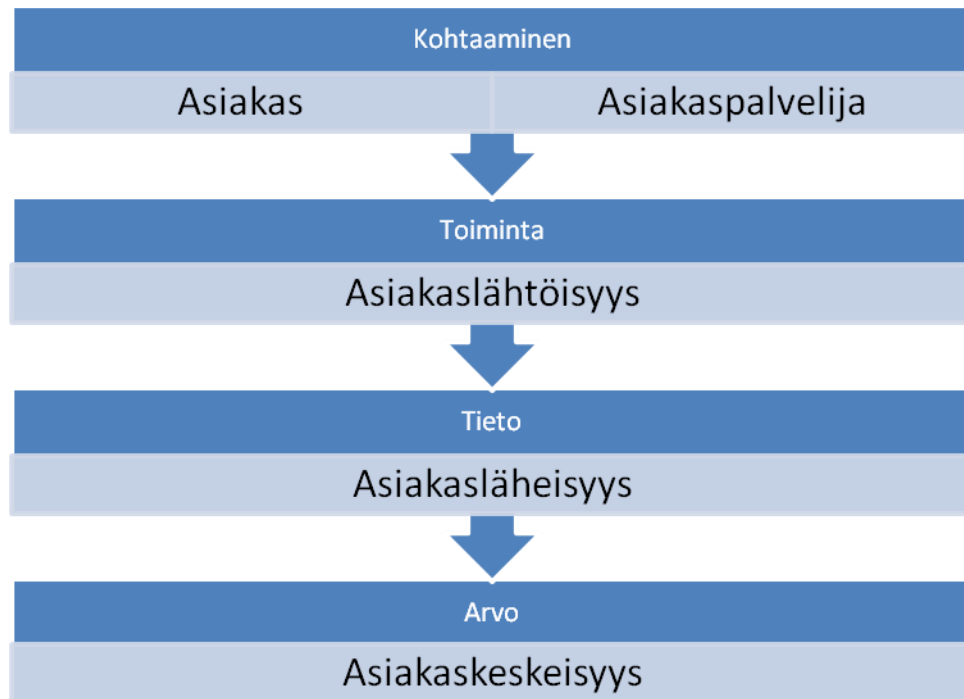 Kohtaaminen
Asiakas Asiakaspalvelija
Toiminta
Asiakaslähtöisyys
Tieto
Asiakasläheisyys
Arvo
Asiakaskeskeisyys